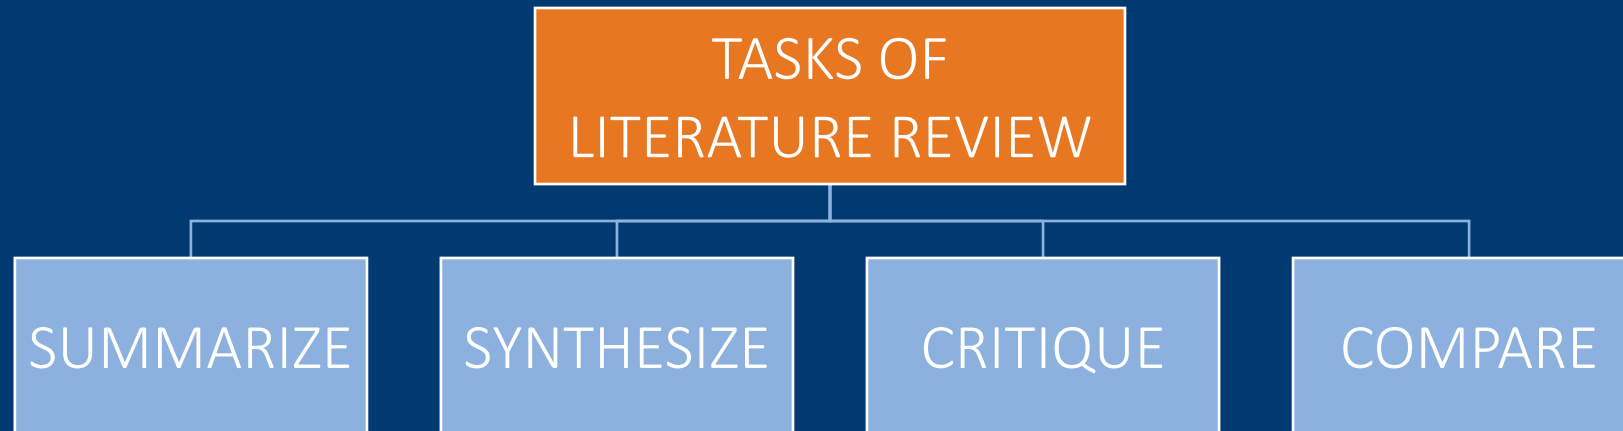 TASKS OF
LITERATURE REVIEW
SUMMARIZE
SYNTHESIZE
CRITIQUE
COMPARE